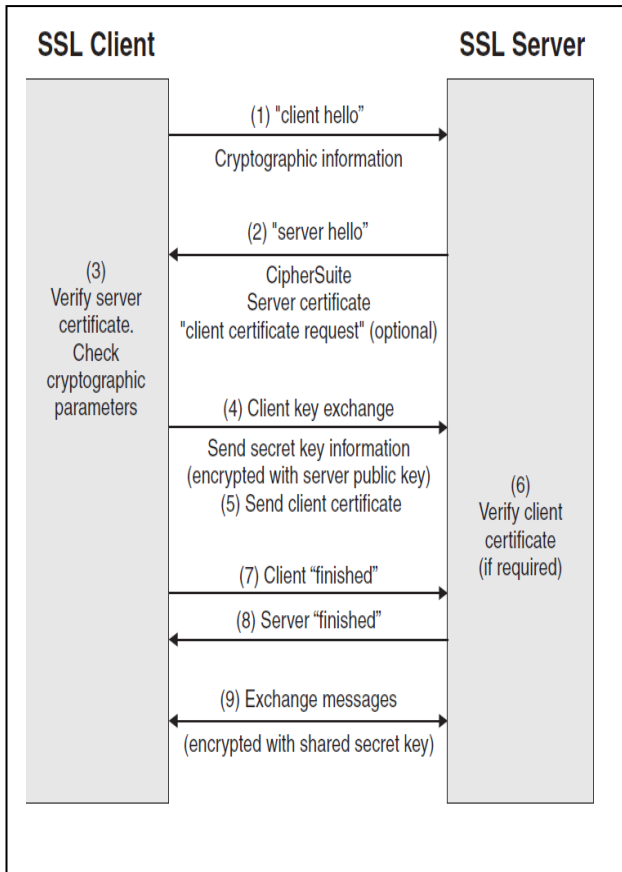 SSL Client
SSL Server
(1) "client hello”
Cryptographic information
(2) "server hello”
CipherSuite
Server certificate
"client certificate request" (optional)
(3)
Verify server
certificate.
Check
cryptographic
parameters
(4) Client key exchange
Send secret key information
(encrypted with server public key)
(5) Send client certificate
(6)
Verify client
certificate
(if required)
(7) Client “finished”
(8) Server “finished”
(9) Exchange messages
(encrypted with shared secret key)